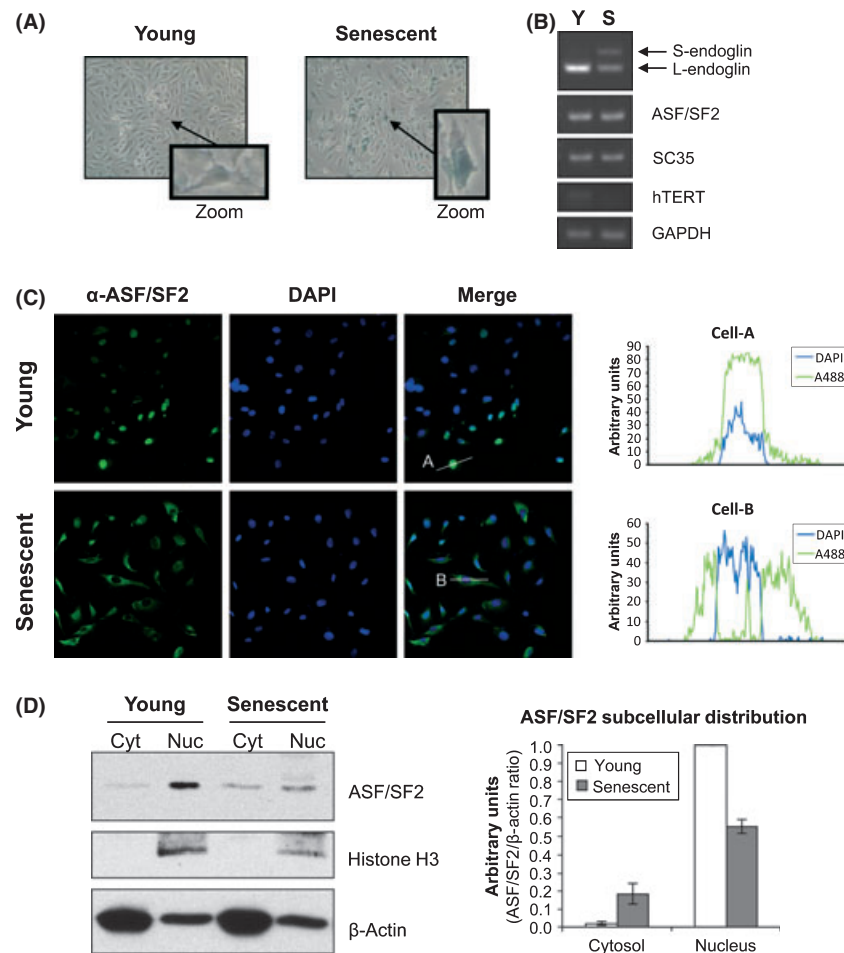 (A)
Young Senescent
Zoom Zoom
(B)
Y S
S-endoglin
L-endoglin
ASF/SF2
SC35
hTERT
GAPDH
(C)
α-ASF/SF2 DAPI Merge
Young
A
Senescent
B
Cell-A
Arbitrary units
90
80
70
60
50
40
30
20
10
0
DAPI
A488
Cell-B
Arbitrary units
60
50
40
30
20
10
0
DAPI
A488
(D)
Young Senescent
Cyt Nuc Cyt Nuc
ASF/SF2
Histone H3
β-Actin
ASF/SF2 subcellular distribution
Arbitrary units
(ASF/SF2/β-actin ratio)
1.0
0.9
0.8
0.7
0.6
0.5
0.4
0.3
0.2
0.1
0.0
Young
Senescent
Cytosol Nucleus